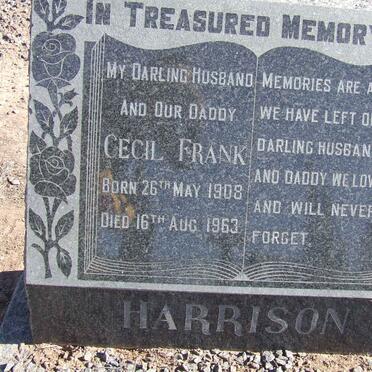 IN TREASURED MEMORY
MY DARLING HUSBAND
AND OUR DADDY
CECIL FRANK
BORN 26TH MAY 1908
DIED 16TH AUG. 1963.
MEMORIES ARE A
WE HAVE LEFT O
DARLING HUSBAN
AND DADDY WE LOV
AND WILL NEVER
FORGET.
HARRISON